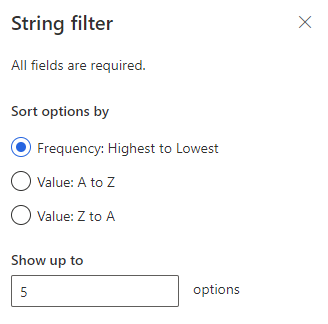 String filter
All fields are required.
Sort options by
Frequency: Highest to Lowest
Value: A to Z
Value: Z to A
Show up to
5 options